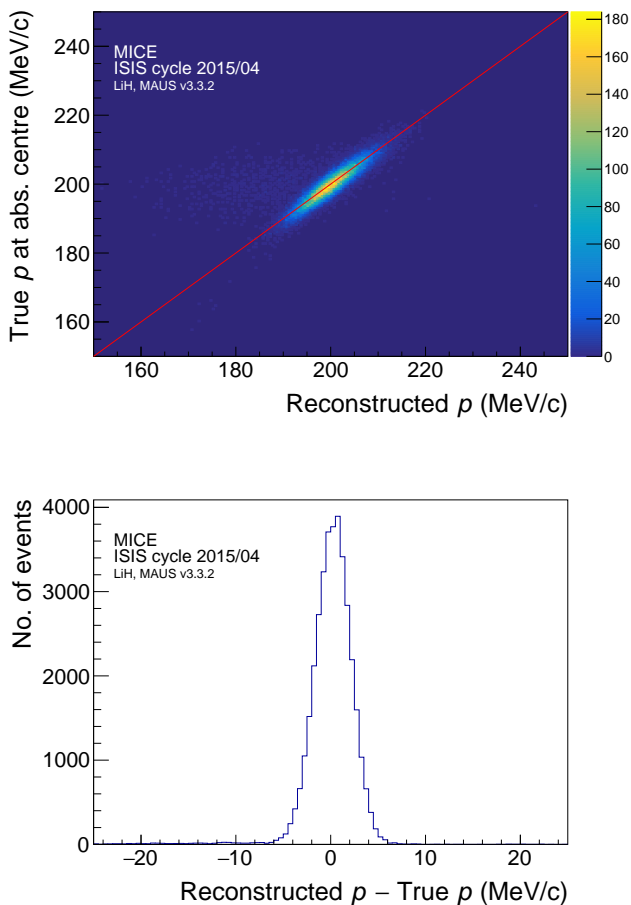 250
240
220
200
180
160
True p at abs. centre (MeV/c)
MICE
ISIS cycle 2015/04
LiH, MAUS v3.3.2
180
160
140
120
100
80
60
40
20
0
160 180 200 220 240
Reconstructed p (MeV/c)
4000
3000
2000
1000
0
No. of events
MICE
ISIS cycle 2015/04
LiH, MAUS v3.3.2
−20 −10 0 10 20
Reconstructed p − True p (MeV/c)